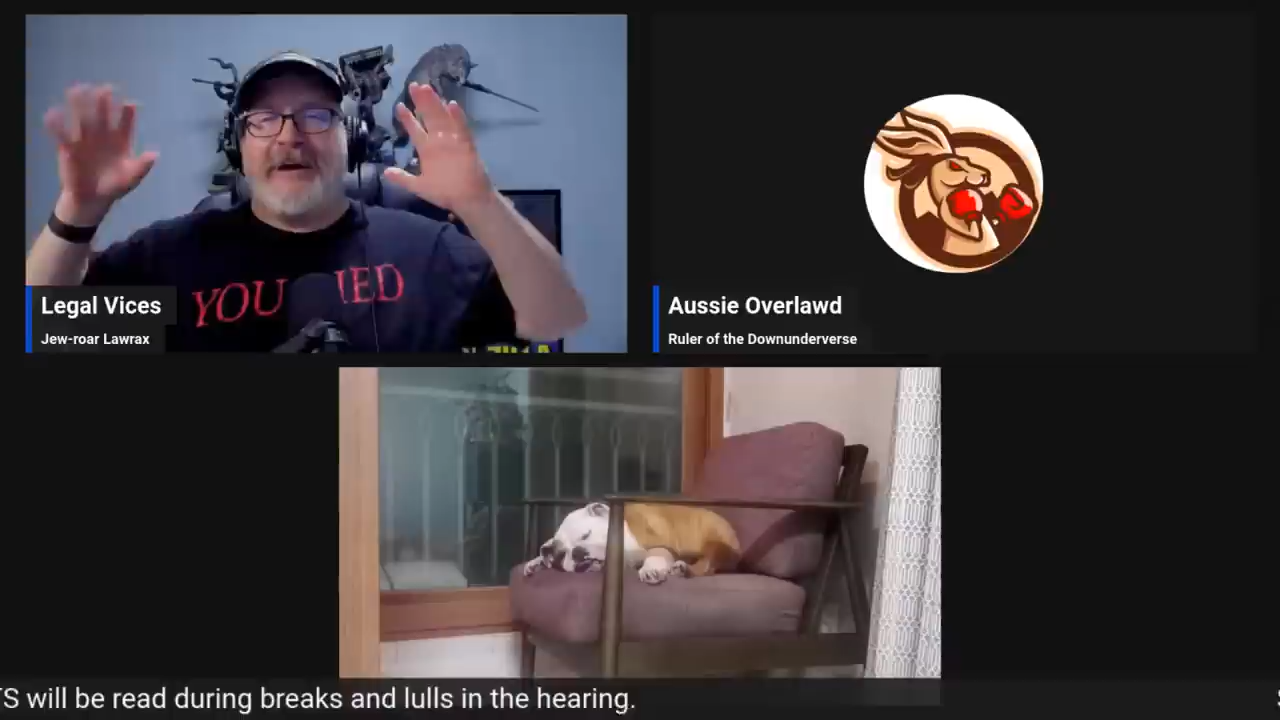 YOU IED
Legal Vices
Jew-roar Lawrax
Aussie Overlawd
Ruler of the Downunderverse
TS will be read during breaks and lulls in the hearing.